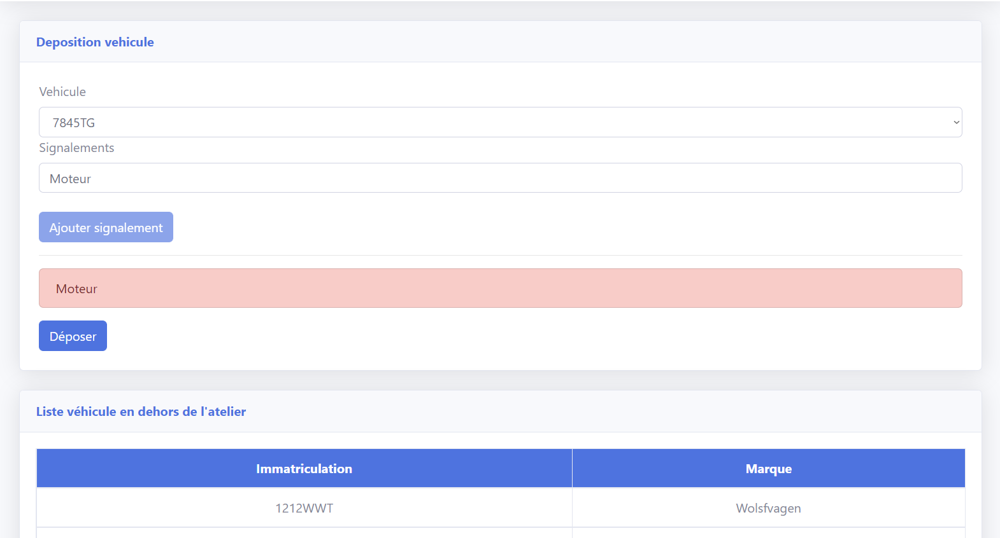 Deposition vehicule
Vehicule
7845TG
Signalements
Moteur
Ajouter signalement
Moteur
Déposer
Liste véhicule en dehors de l'atelier
Immatriculation Marque
1212WWT Wolsfvagen